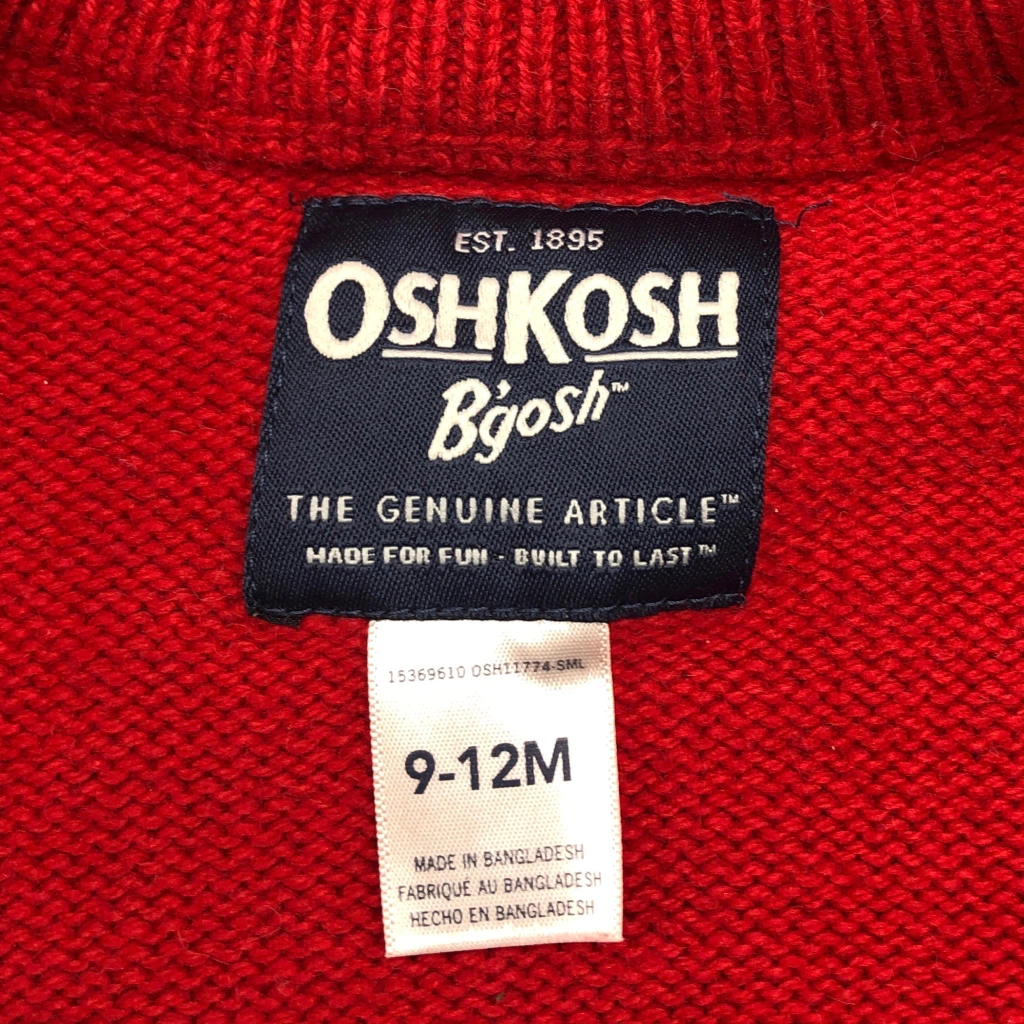 EST. 1895
OSHKOSH
B'gosh™
THE GENUINE ARTICLE™
MADE FOR FUN - BUILT TO LAST™
15369610 OSH11774-SML
9-12M
MADE IN BANGLADESH
FABRIQUÉ AU BANGLADESH
HECHO EN BANGLADESH